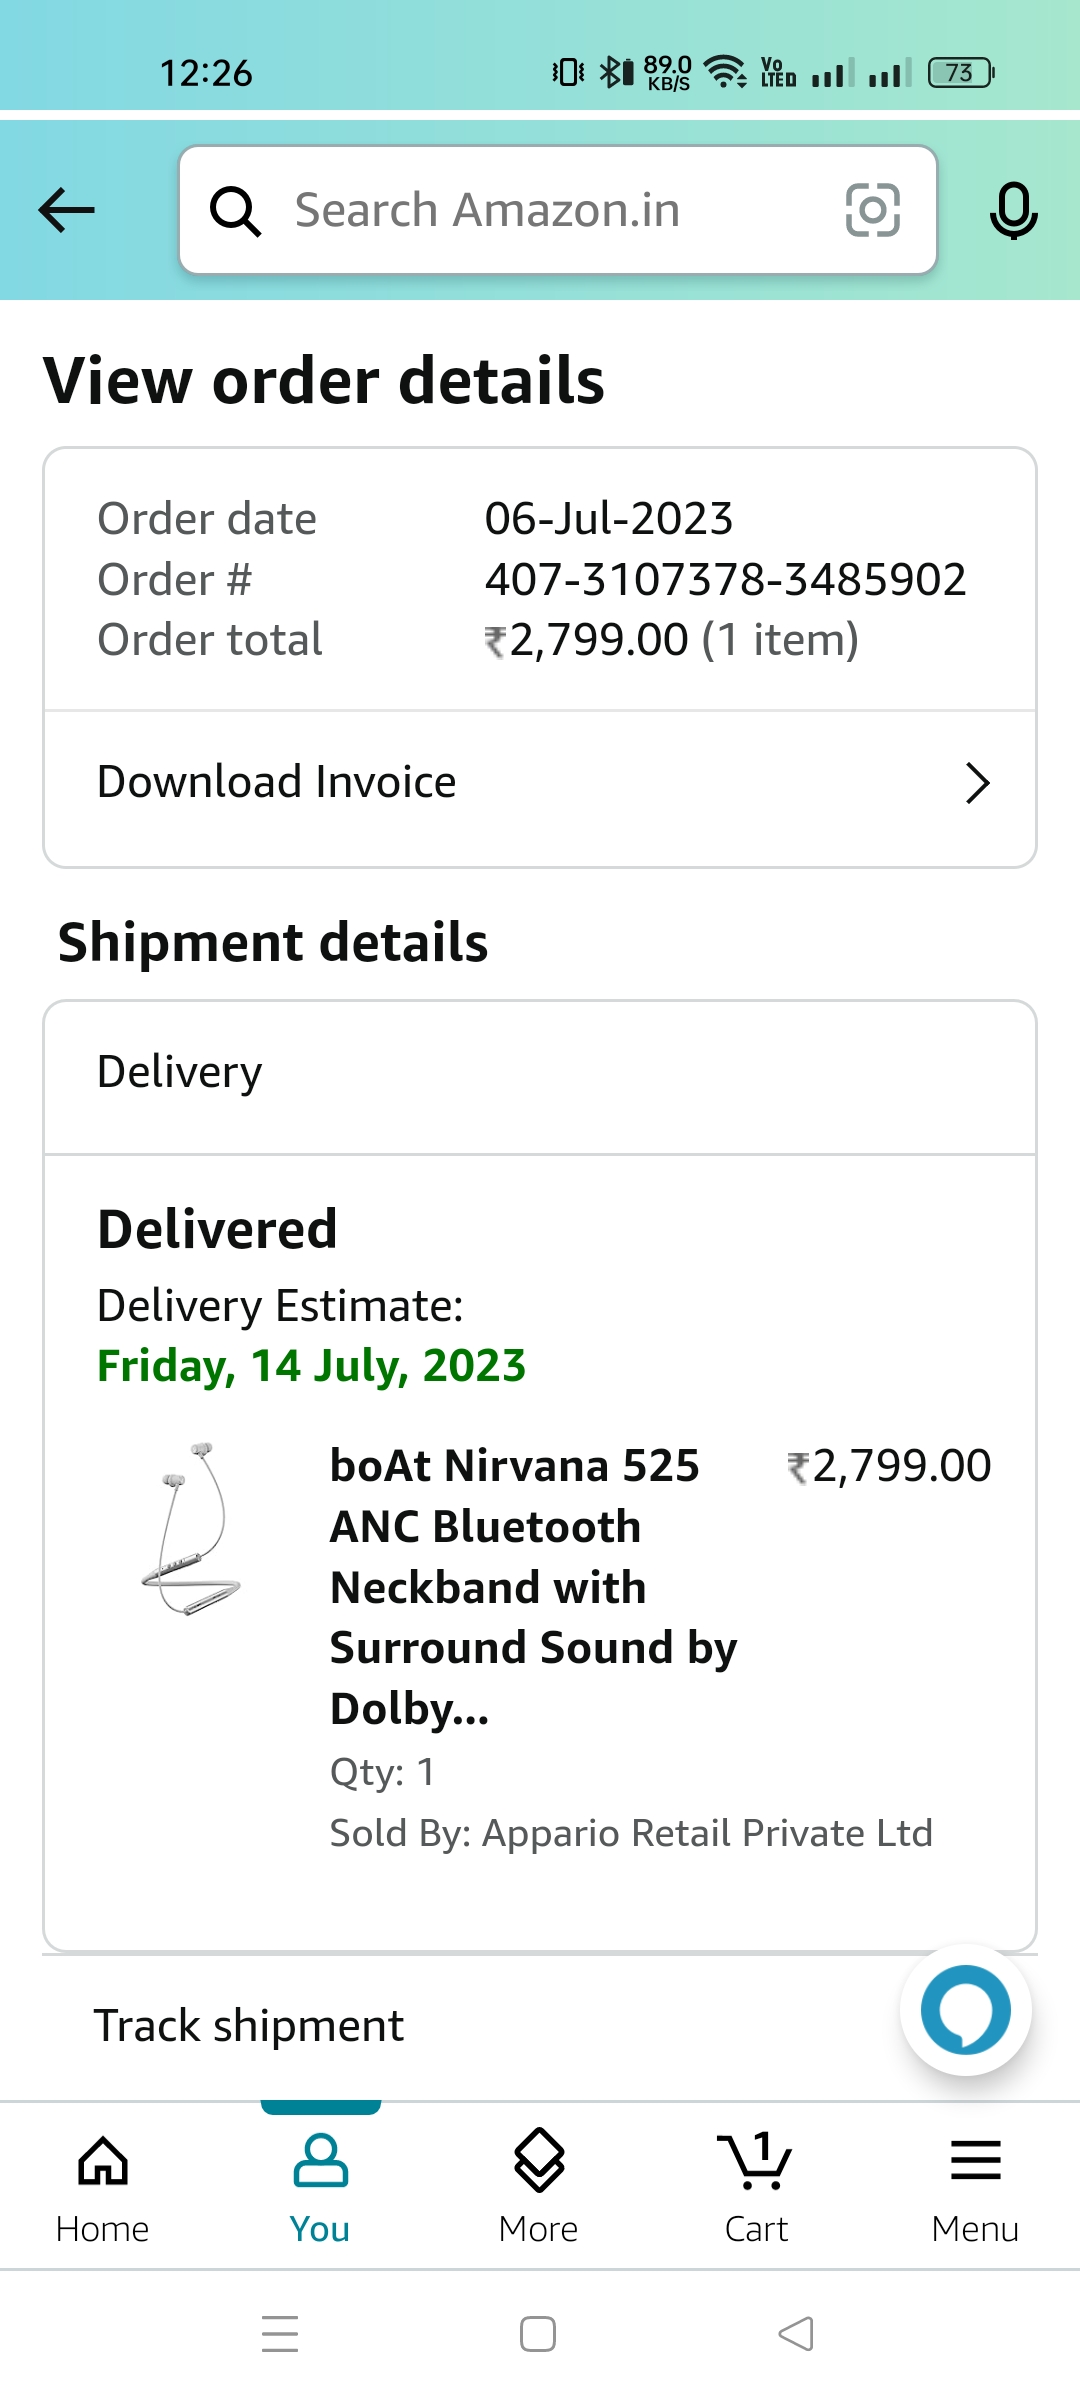 12:26
89.0
KB/S
Vo
LTED
73
Search Amazon.in
View order details
Order date 06-Jul-2023
Order # 407-3107378-3485902
Order total ₹2,799.00 (1 item)
Download Invoice
Shipment details
Delivery
Delivered
Delivery Estimate:
Friday, 14 July, 2023
boAt Nirvana 525 ₹2,799.00
ANC Bluetooth
Neckband with
Surround Sound by
Dolby...
Qty: 1
Sold By: Appario Retail Private Ltd
Track shipment
1
Home You More Cart Menu